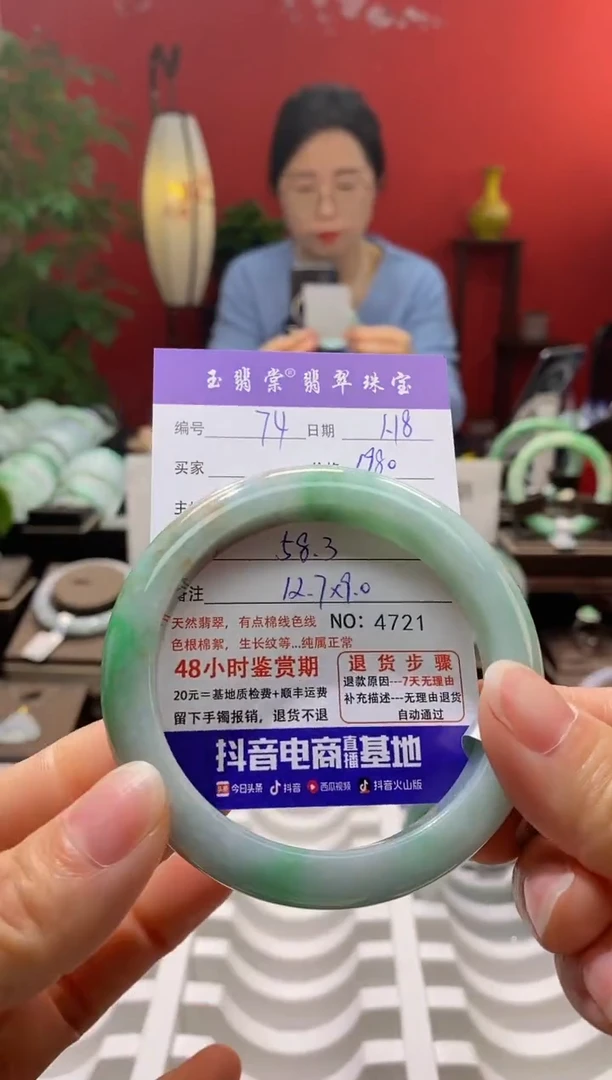 玉翡棠®翡翠珠宝
编号 74 日期 1.18
买家 1980
58.3
备注 12.7x9.0
天然翡翠，有点棉线色线 NO: 4721
色根棉絮，生长纹等...纯属正常
48小时鉴赏期
20元=基地质检费+顺丰运费
留下手镯报销，退货不退
退货步骤
退款原因---7天无理由
补充描述---无理由退货
自动通过
抖音电商直播基地
头条 今日头条 抖音 西瓜视频 抖音火山版